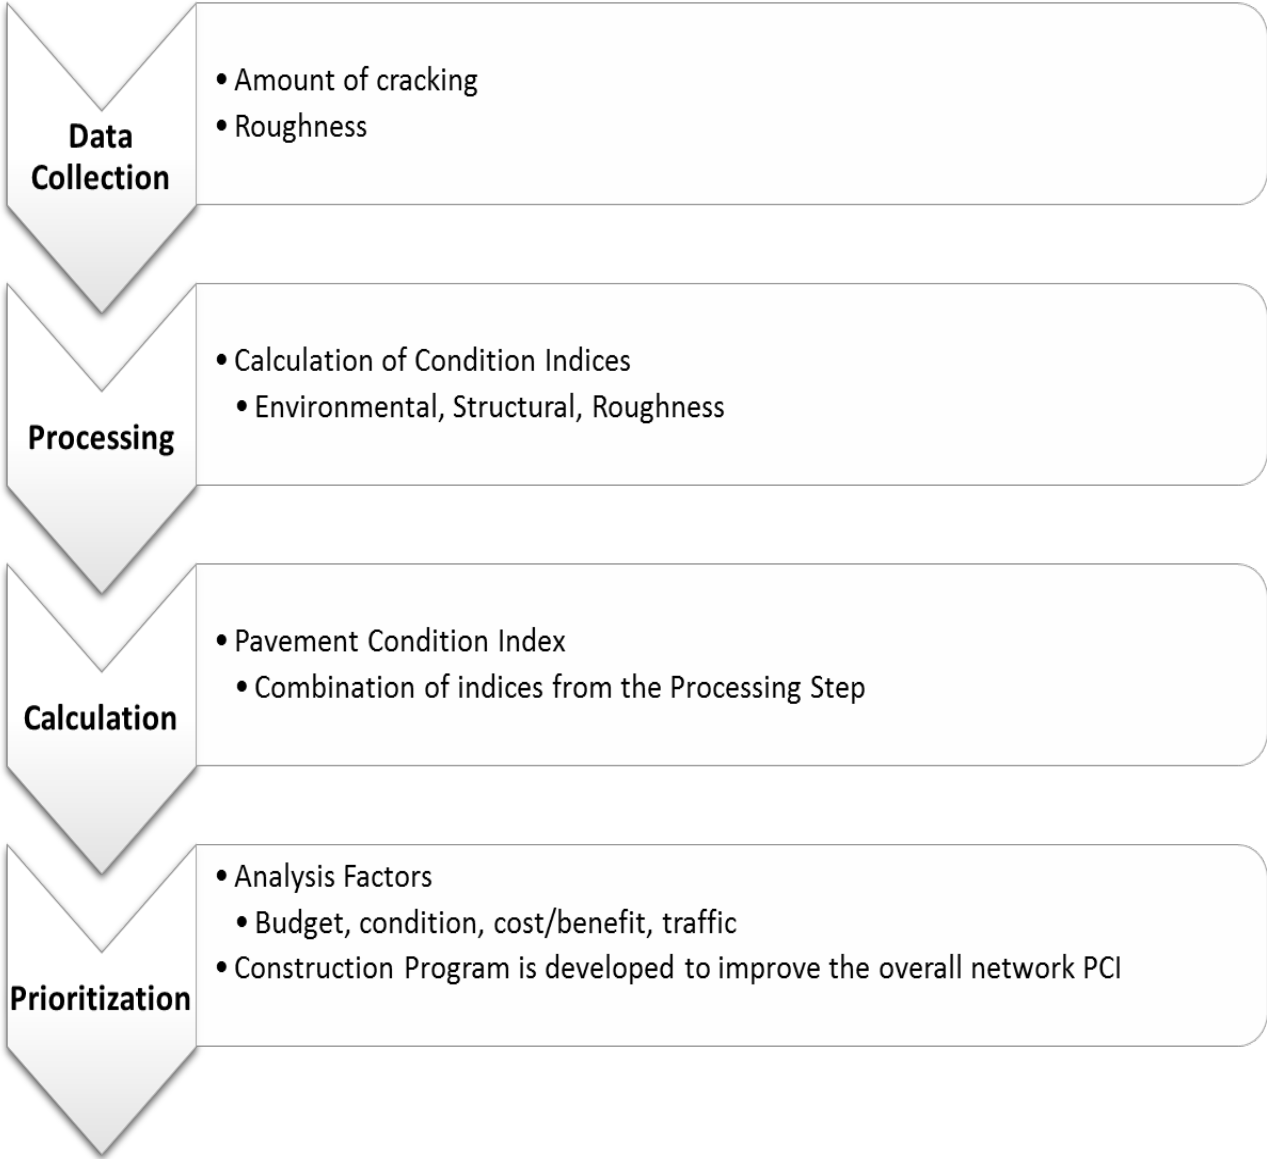 Data
Collection
• Amount of cracking
• Roughness
Processing
• Calculation of Condition Indices
• Environmental, Structural, Roughness
Calculation
• Pavement Condition Index
• Combination of indices from the Processing Step
Prioritization
• Analysis Factors
• Budget, condition, cost/benefit, traffic
• Construction Program is developed to improve the overall network PCI